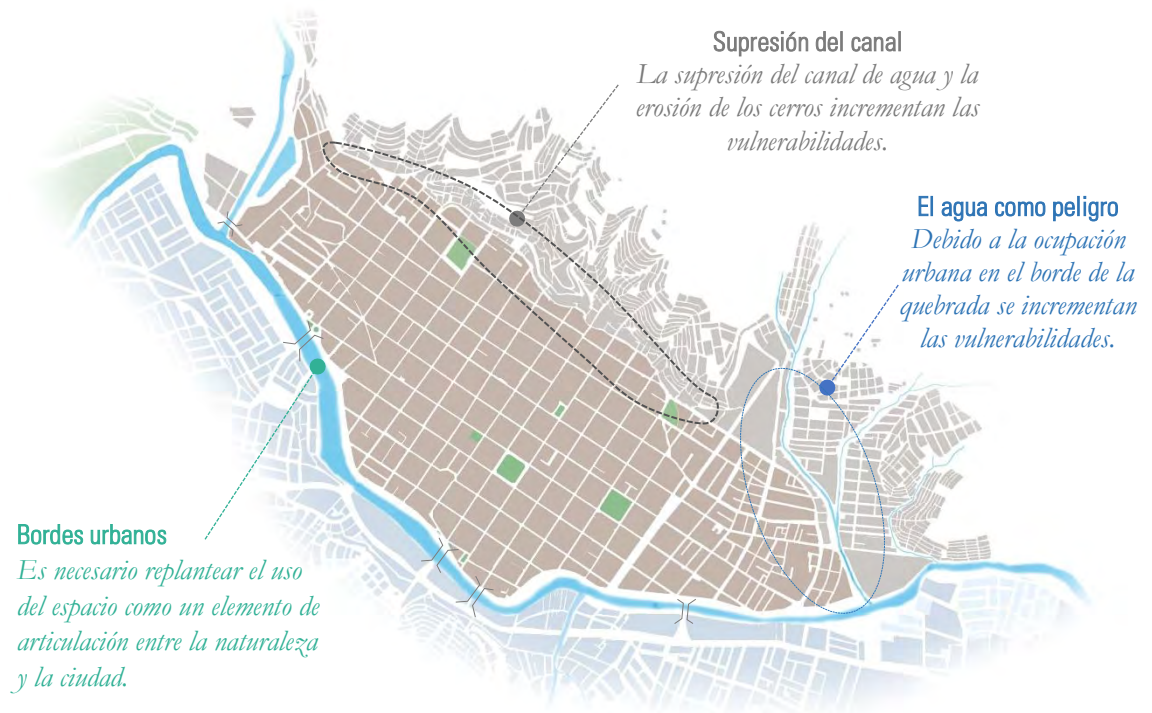 Supresión del canal
La supresión del canal de agua y la
erosión de los cerros incrementan las
vulnerabilidades.
El agua como peligro
Debido a la ocupación
urbana en el borde de la
quebrada se incrementan
las vulnerabilidades.
Bordes urbanos
Es necesario replantear el uso
del espacio como un elemento de
articulación entre la naturaleza
y la ciudad.